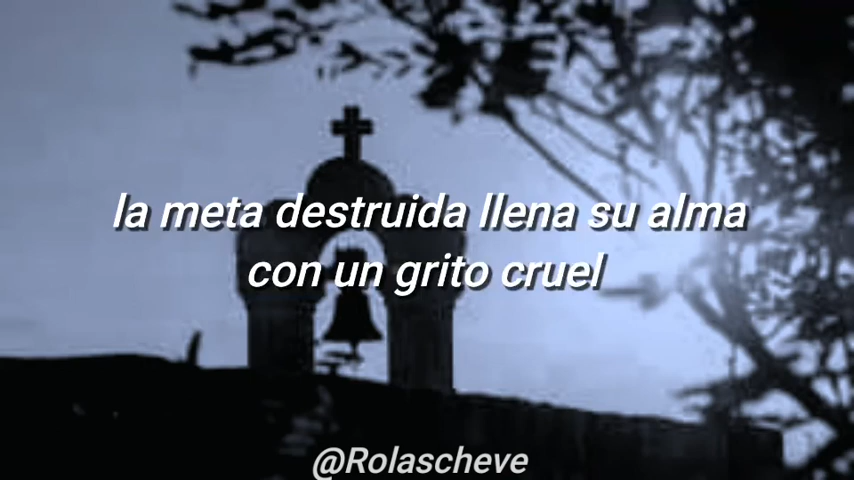 la meta destruida llena su alma
con un grito cruel
@Rolascheve